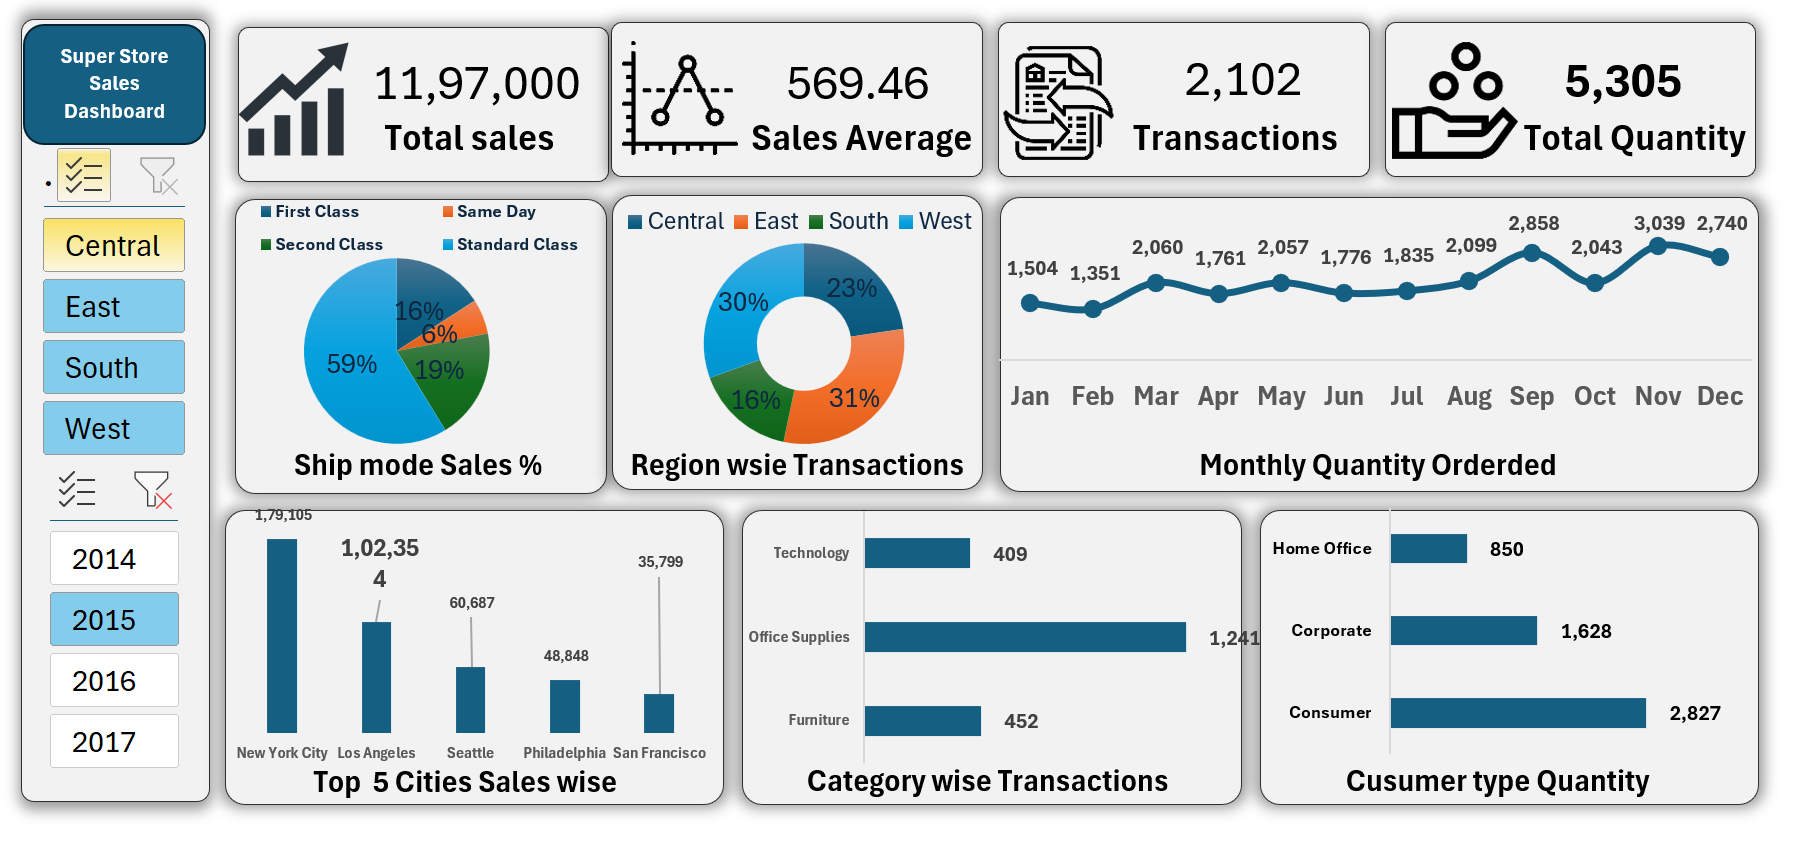 Super Store
Sales
Dashboard
.
Central
East
South
West
2014
2015
2016
2017
11,97,000
Total sales
569.46
Sales Average
2,102
Transactions
5,305
Total Quantity
First Class
Same Day
Second Class
Standard Class
16%
6%
19%
59%
Ship mode Sales %
Central East South West
23%
30%
16%
31%
Region wsie Transactions
1,504 1,351 2,060 1,761 2,057 1,776 1,835 2,099 2,858 2,043 3,039 2,740
Jan Feb Mar Apr May Jun Jul Aug Sep Oct Nov Dec
Monthly Quantity Orderded
1,79,105
1,02,35
4
60,687
48,848
35,799
New York City Los Angeles Seattle Philadelphia San Francisco
Top 5 Cities Sales wise
Technology 409
Office Supplies 1,241
Furniture 452
Category wise Transactions
Home Office 850
Corporate 1,628
Consumer 2,827
Cusumer type Quantity